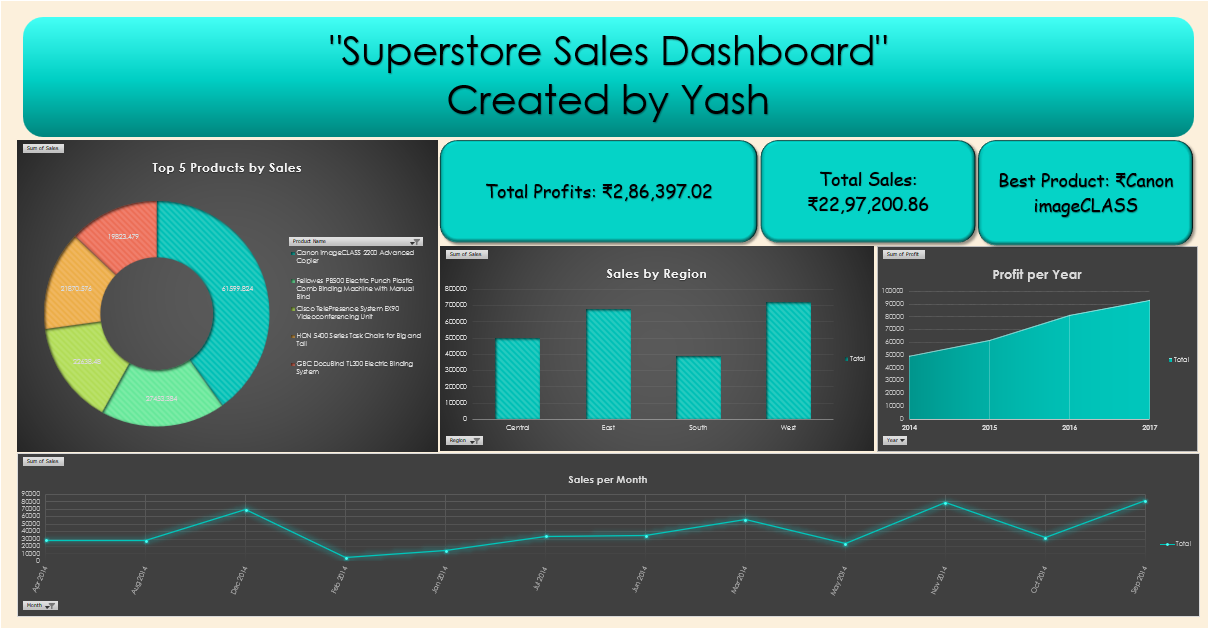 "Superstore Sales Dashboard"
Created by Yash
Sum of Sales
Top 5 Products by Sales
61599.824
27453.384
19823.479
Product Name
Canon imageCLASS 2200 Advanced
Copier
Fellowes PB500 Electric Punch Plastic
Comb Binding Machine with Manual
Bind
Cisco TelePresence System EX90
Videoconferencing Unit
HON 5400 Series Task Chairs for Big and
Tall
GBC DocuBind TL300 Electric Binding
System
Total Profits: ₹2,86,397.02
Total Sales:
₹22,97,200.86
Best Product: ₹Canon
imageCLASS
Sum of Sales
Sales by Region
800000
700000
600000
500000
400000
300000
200000
100000
0
Central East South West
Total
Region
Sum of Profit
Profit per Year
100000
90000
80000
70000
60000
50000
40000
30000
20000
10000
0
2014 2015 2016 2017
Total
Year
Sum of Sales
Sales per Month
90000
80000
70000
60000
50000
40000
30000
20000
10000
0
Apr 2014 Aug 2014 Dec 2014 Feb 2014 Jan 2014 Jul 2014 Jun 2014 Mar 2014 May 2014 Nov 2014 Oct 2014 Sep 2014
Total
Month